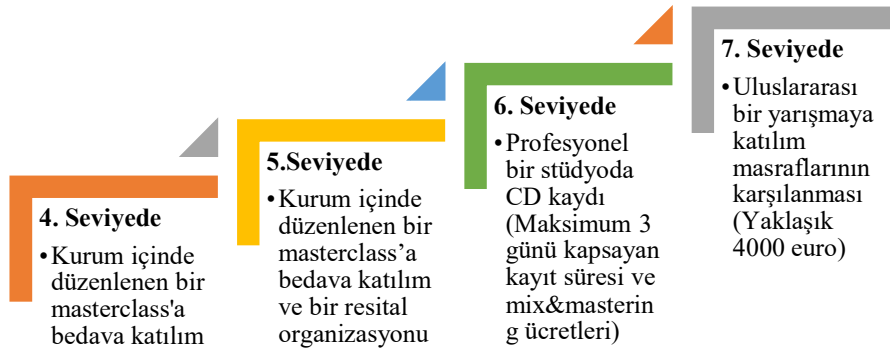 4. Seviyede
•Kurum içinde
düzenlenen bir
masterclass'a
bedava katılım
5.Seviyede
•Kurum içinde
düzenlenen bir
masterclass’a
bedava katılım
ve bir resital
organizasyonu
6. Seviyede
•Profesyonel
bir stüdyoda
CD kaydı
(Maksimum 3
günü kapsayan
kayıt süresi ve
mix&masterin
g ücretleri)
7. Seviyede
•Uluslararası
bir yarışmaya
katılım
masraflarının
karşılanması
(Yaklaşık
4000 euro)